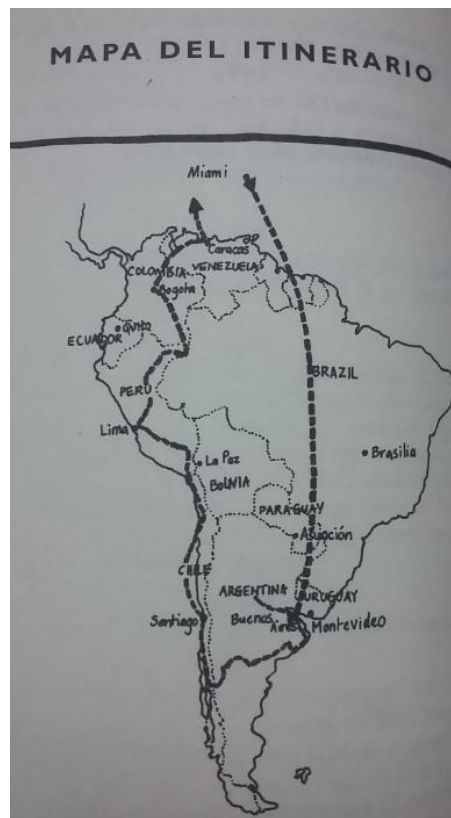 MAPA DEL ITINERARIO
Miami
Caracas
COLOMBIA
VENEZUELA
Bogota
Quito
ECUADOR
BRAZIL
PERU
Lima
Brasilia
La Paz
BOLIVIA
PARAGUAY
Asunción
CHILE
ARGENTINA
URUGUAY
Santiago
Buenos
Aires
Montevideo